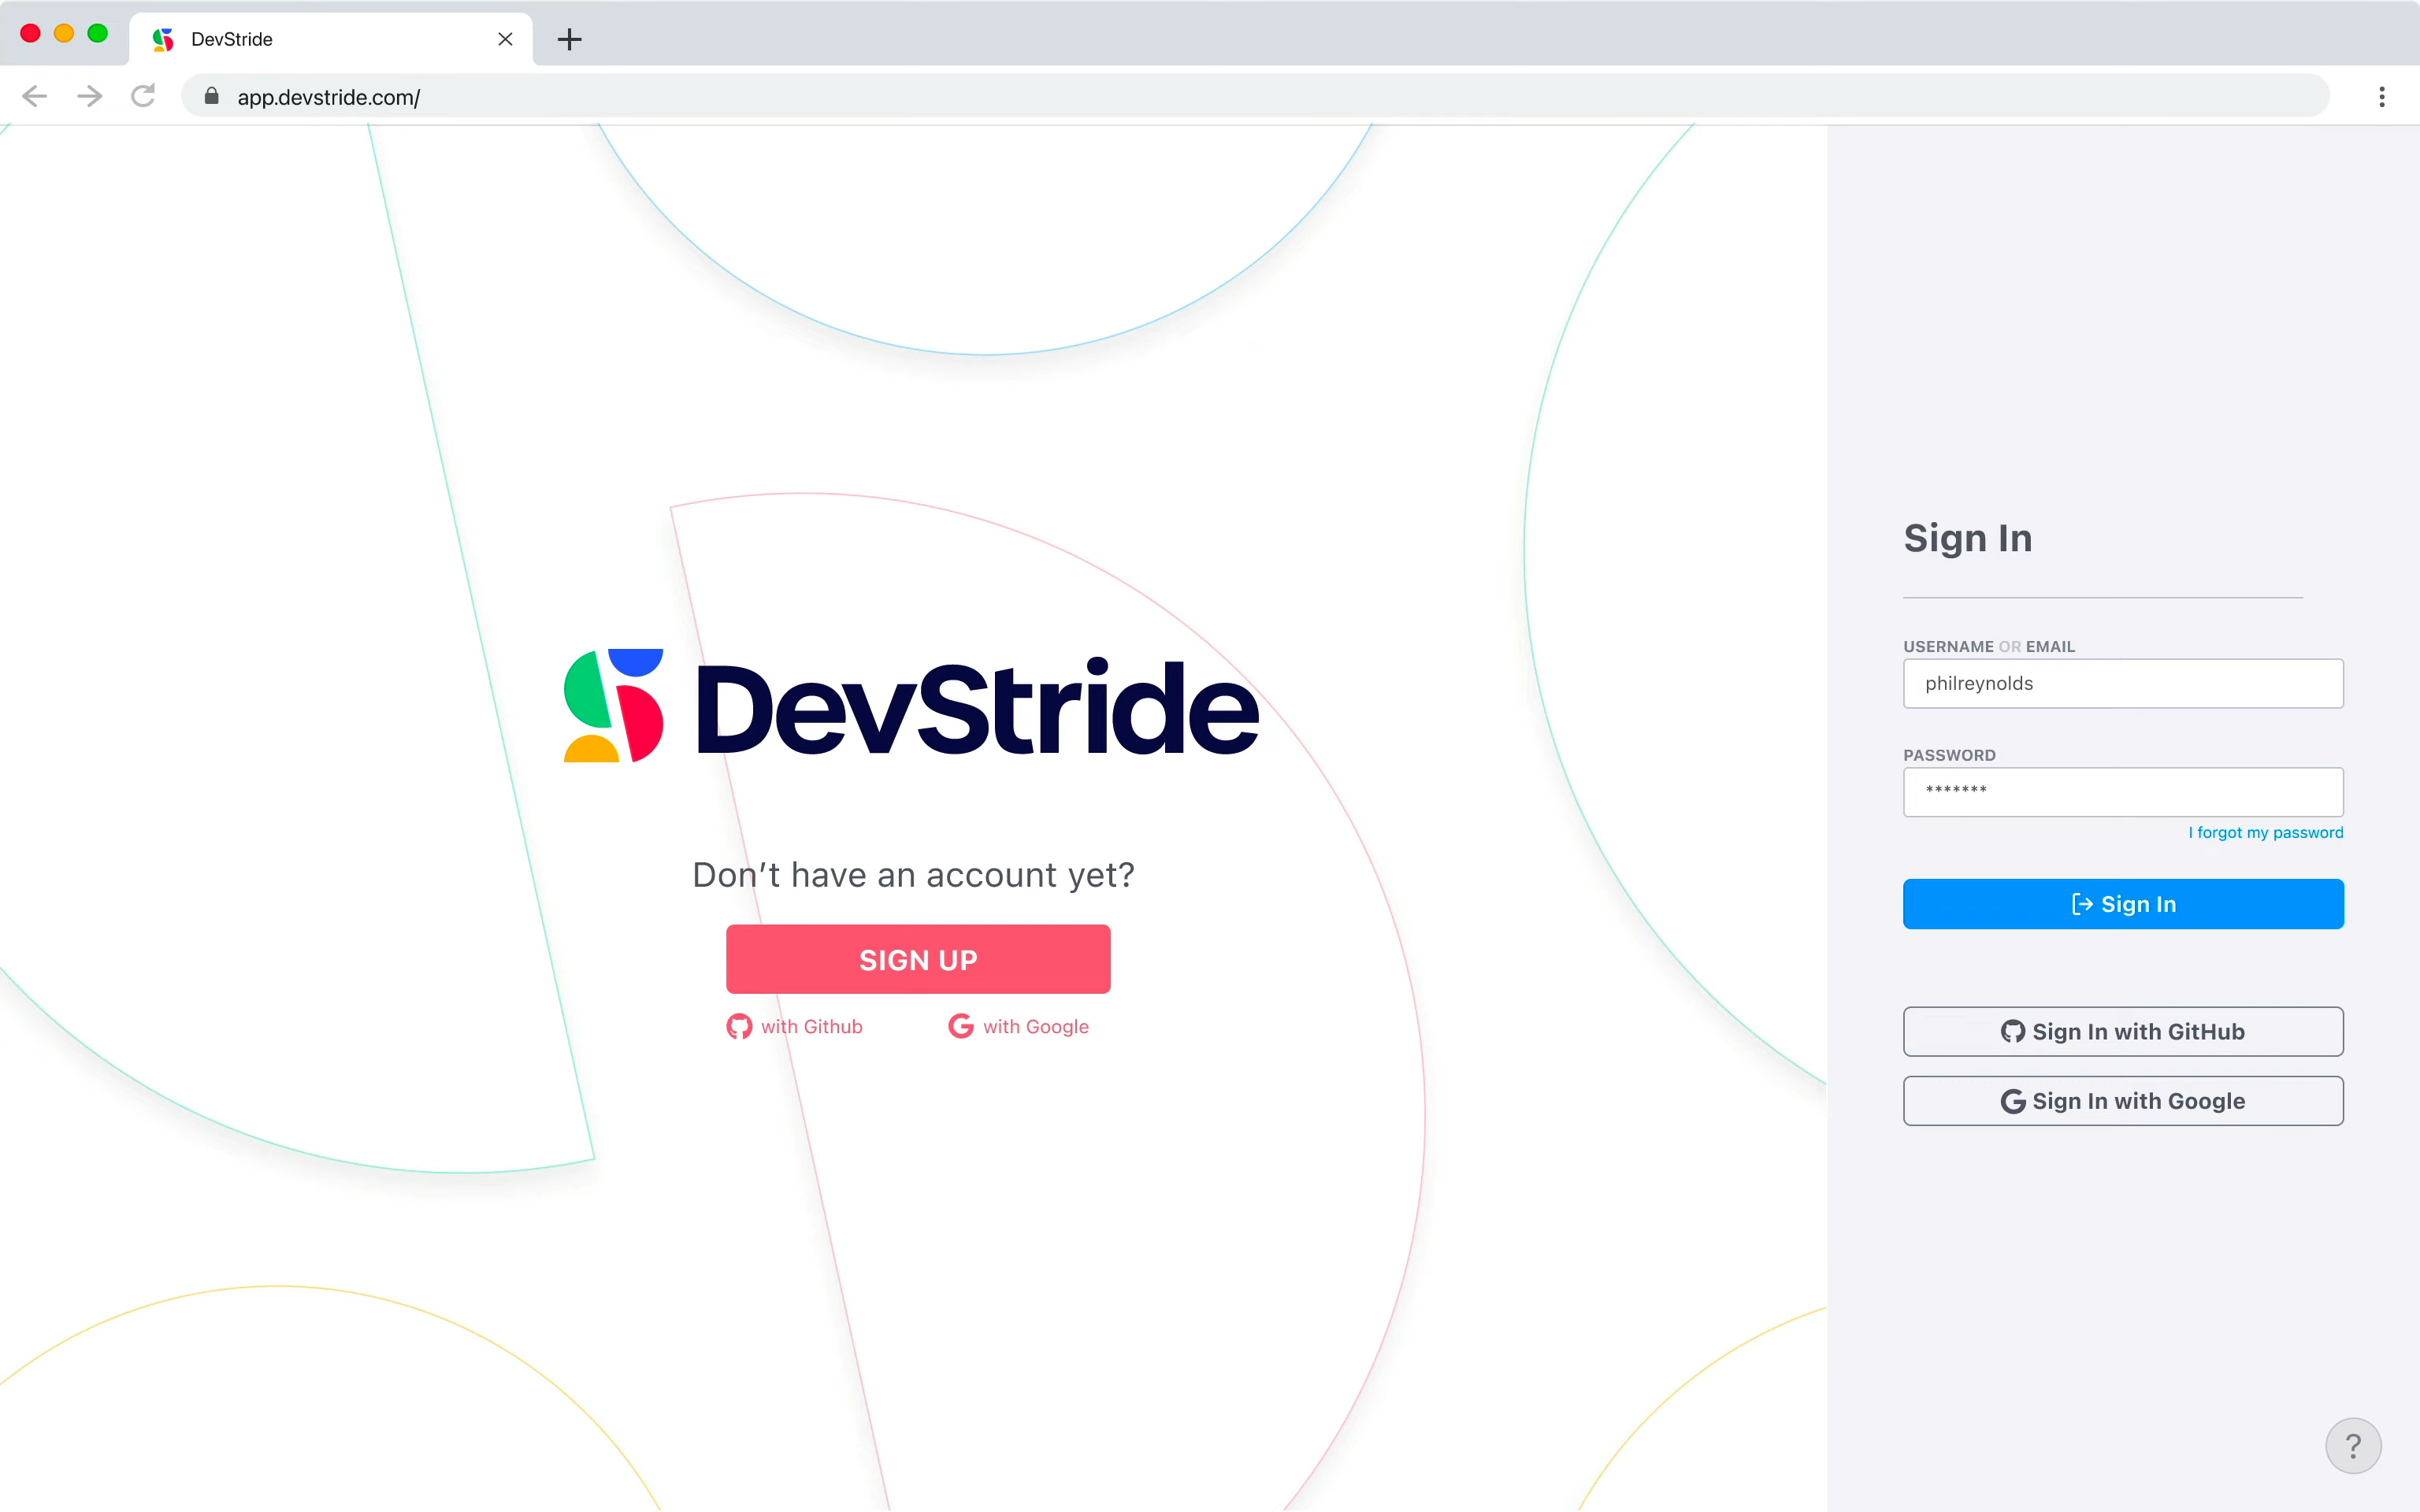 DevStride
app.devstride.com/
DevStride
Don't have an account yet?
SIGN UP
with Github
with Google
Sign In
USERNAME OR EMAIL
philreynolds
PASSWORD
*******
I forgot my password
Sign In
Sign In with GitHub
Sign In with Google
?